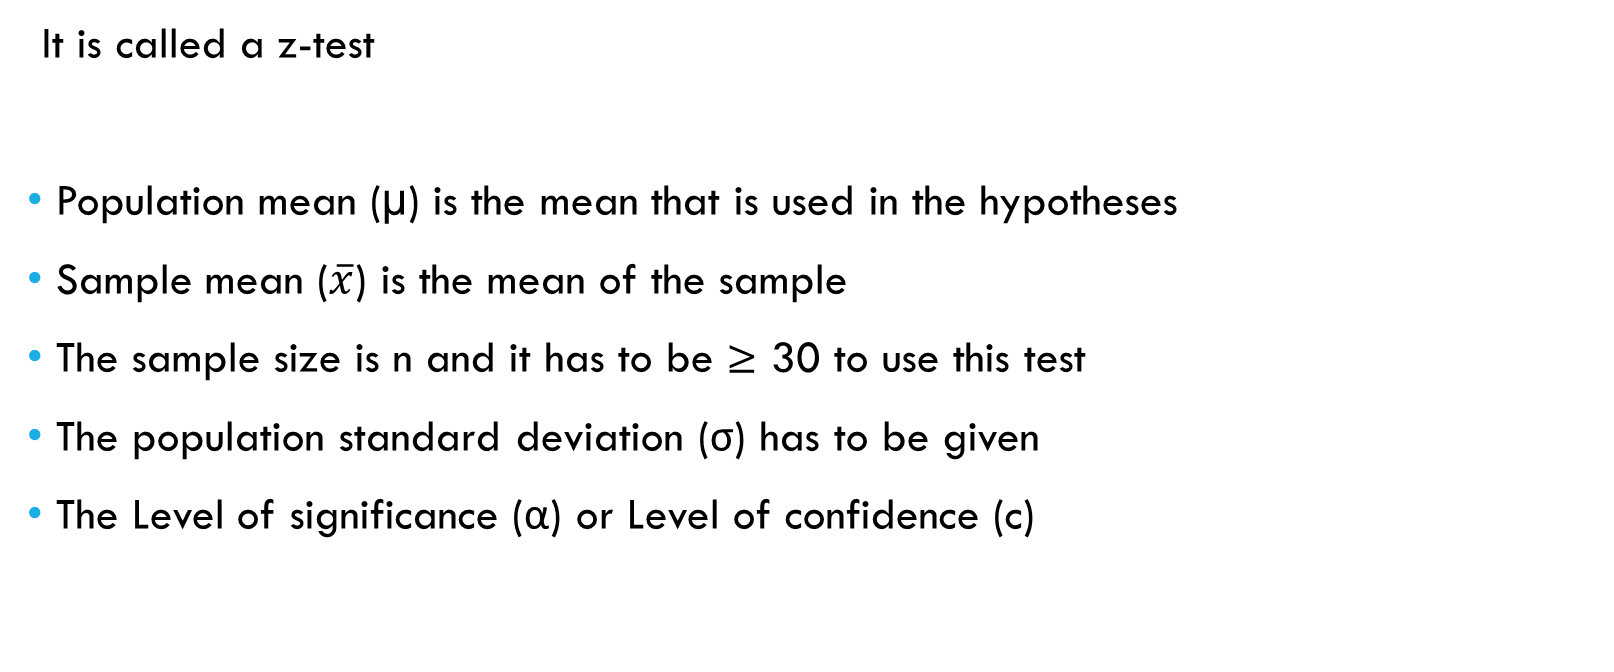 It is called a z-test
• Population mean (μ) is the mean that is used in the hypotheses
• Sample mean (x̄) is the mean of the sample
• The sample size is n and it has to be ≥ 30 to use this test
• The population standard deviation (σ) has to be given
• The Level of significance (α) or Level of confidence (c)